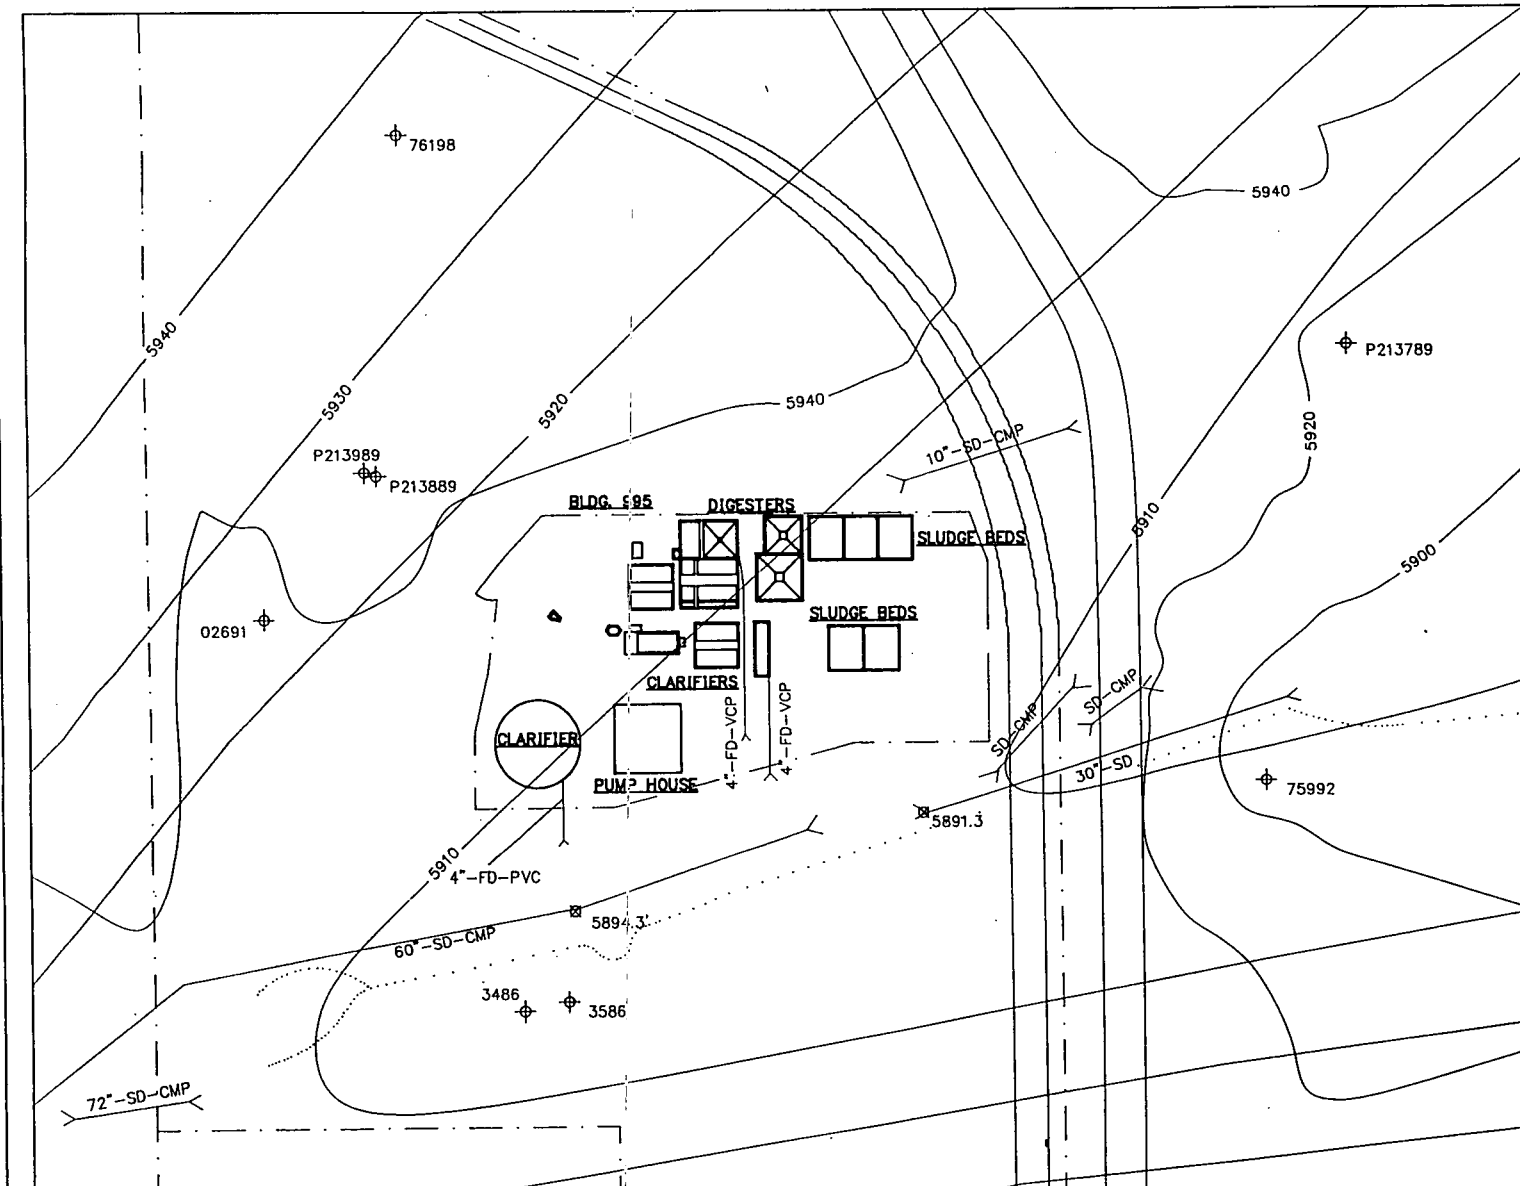 76198
5940
5940
P213789
5930
5920
5940
5920
10"-SD-CMP
P213989
P213889
BLDG. 995
DIGESTERS
SLUDGE BEDS
5910
5900
SLUDGE BEDS
02691
CLARIFIERS
SD-CMP
SD-CMP
4"-FD-VCP
4"-FD-VCP
CLARIFIER
PUMP HOUSE
30"-SD
75992
5891.3
5910
4"-FD-PVC
5894.3'
60"-SD-CMP
3486
3586
72"-SD-CMP